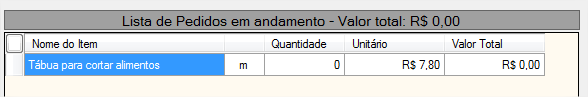 Lista de Pedidos em andamento - Valor total: R$ 0,00
Nome do Item Quantidade Unitário Valor Total
Tábua para cortar alimentos m 0 R$ 7,80 R$ 0,00